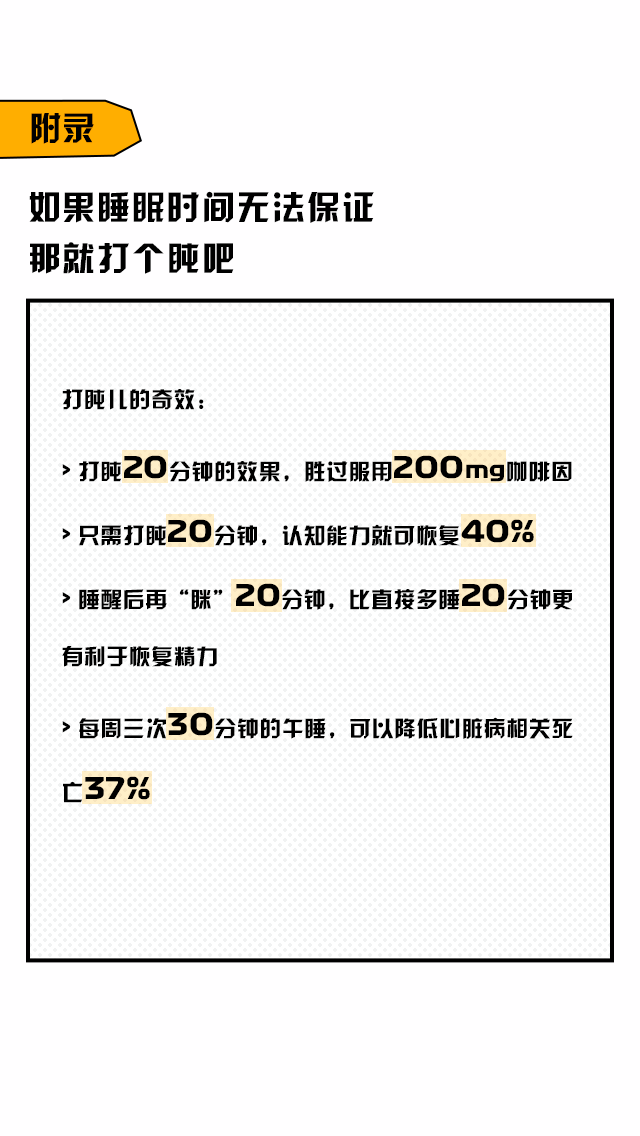 附录
如果睡眠时间无法保证
那就打个盹吧
打盹儿的奇效：
> 打盹20分钟的效果，胜过服用200mg咖啡因
> 只需打盹20分钟，认知能力就可恢复40%
> 睡醒后再“眯”20分钟，比直接多睡20分钟更
有利于恢复精力
> 每周三次30分钟的午睡，可以降低心脏病相关死
亡37%